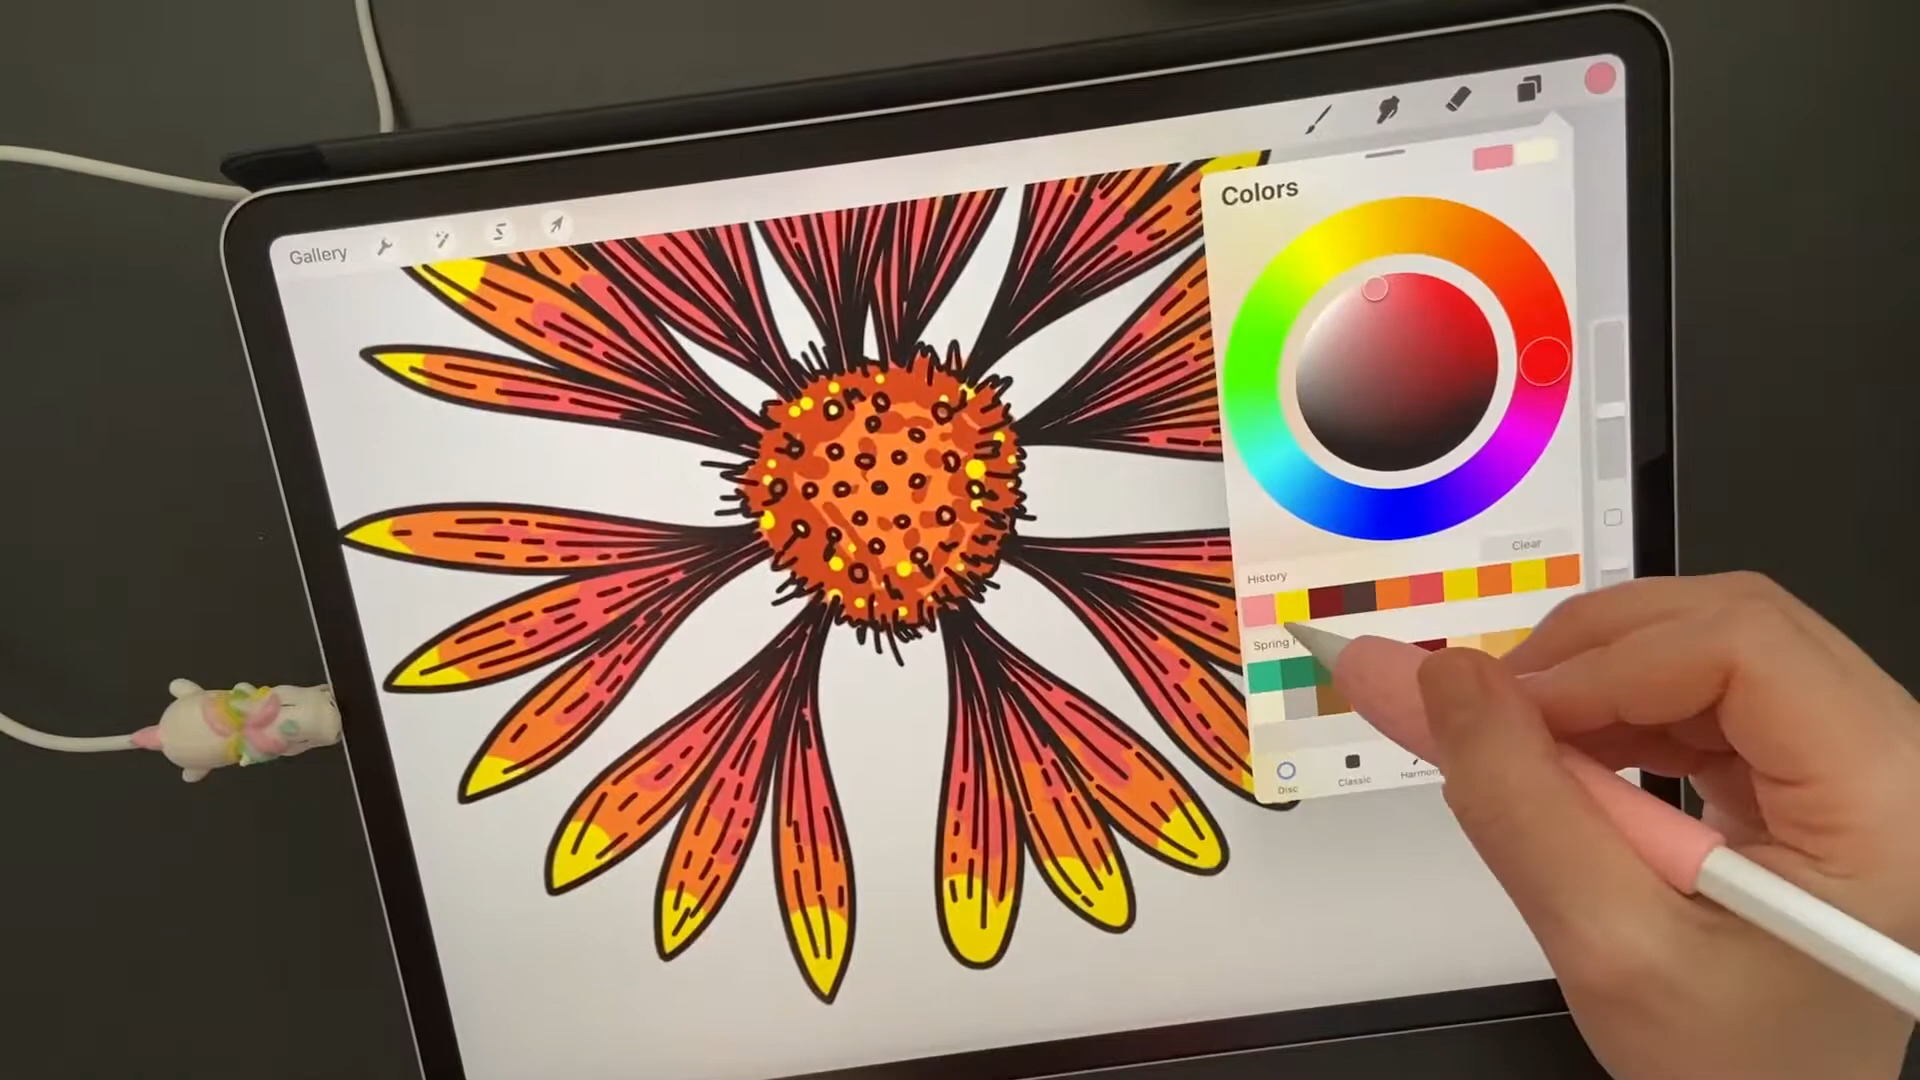 Gallery
Colors
Clear
History
Spring
Disc
Classic